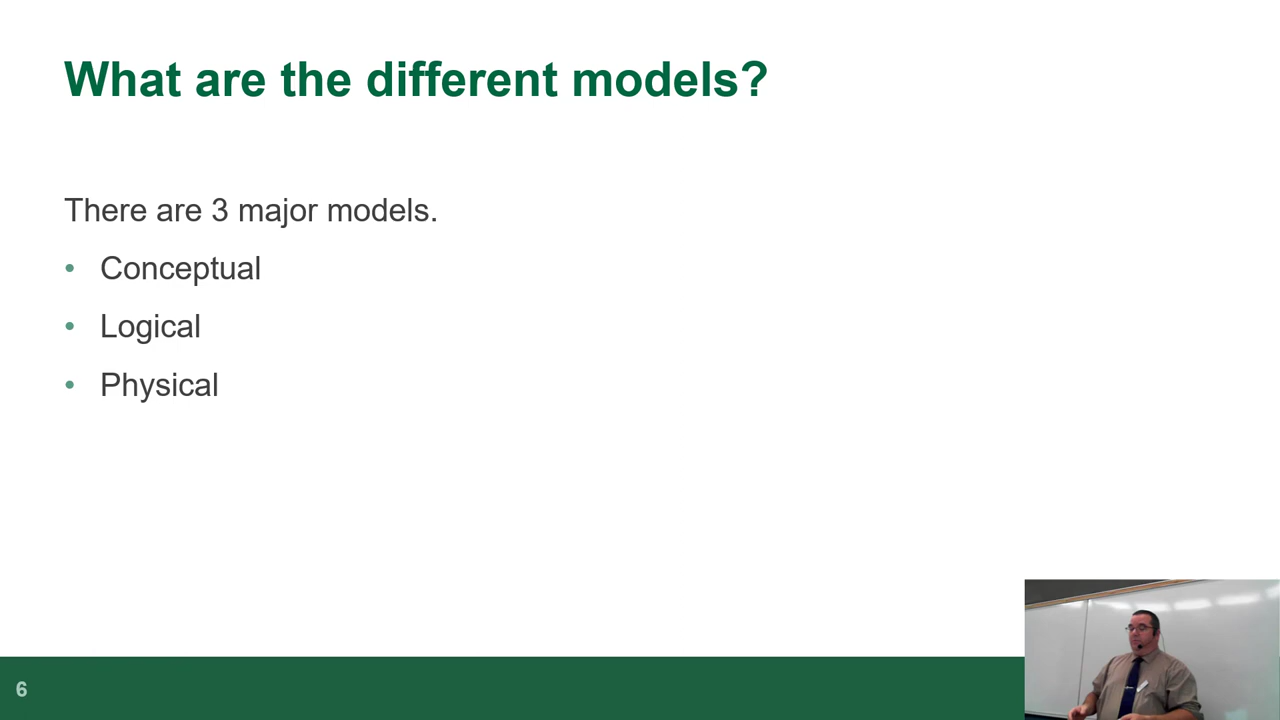 What are the different models?
There are 3 major models.
• Conceptual
• Logical
• Physical
6